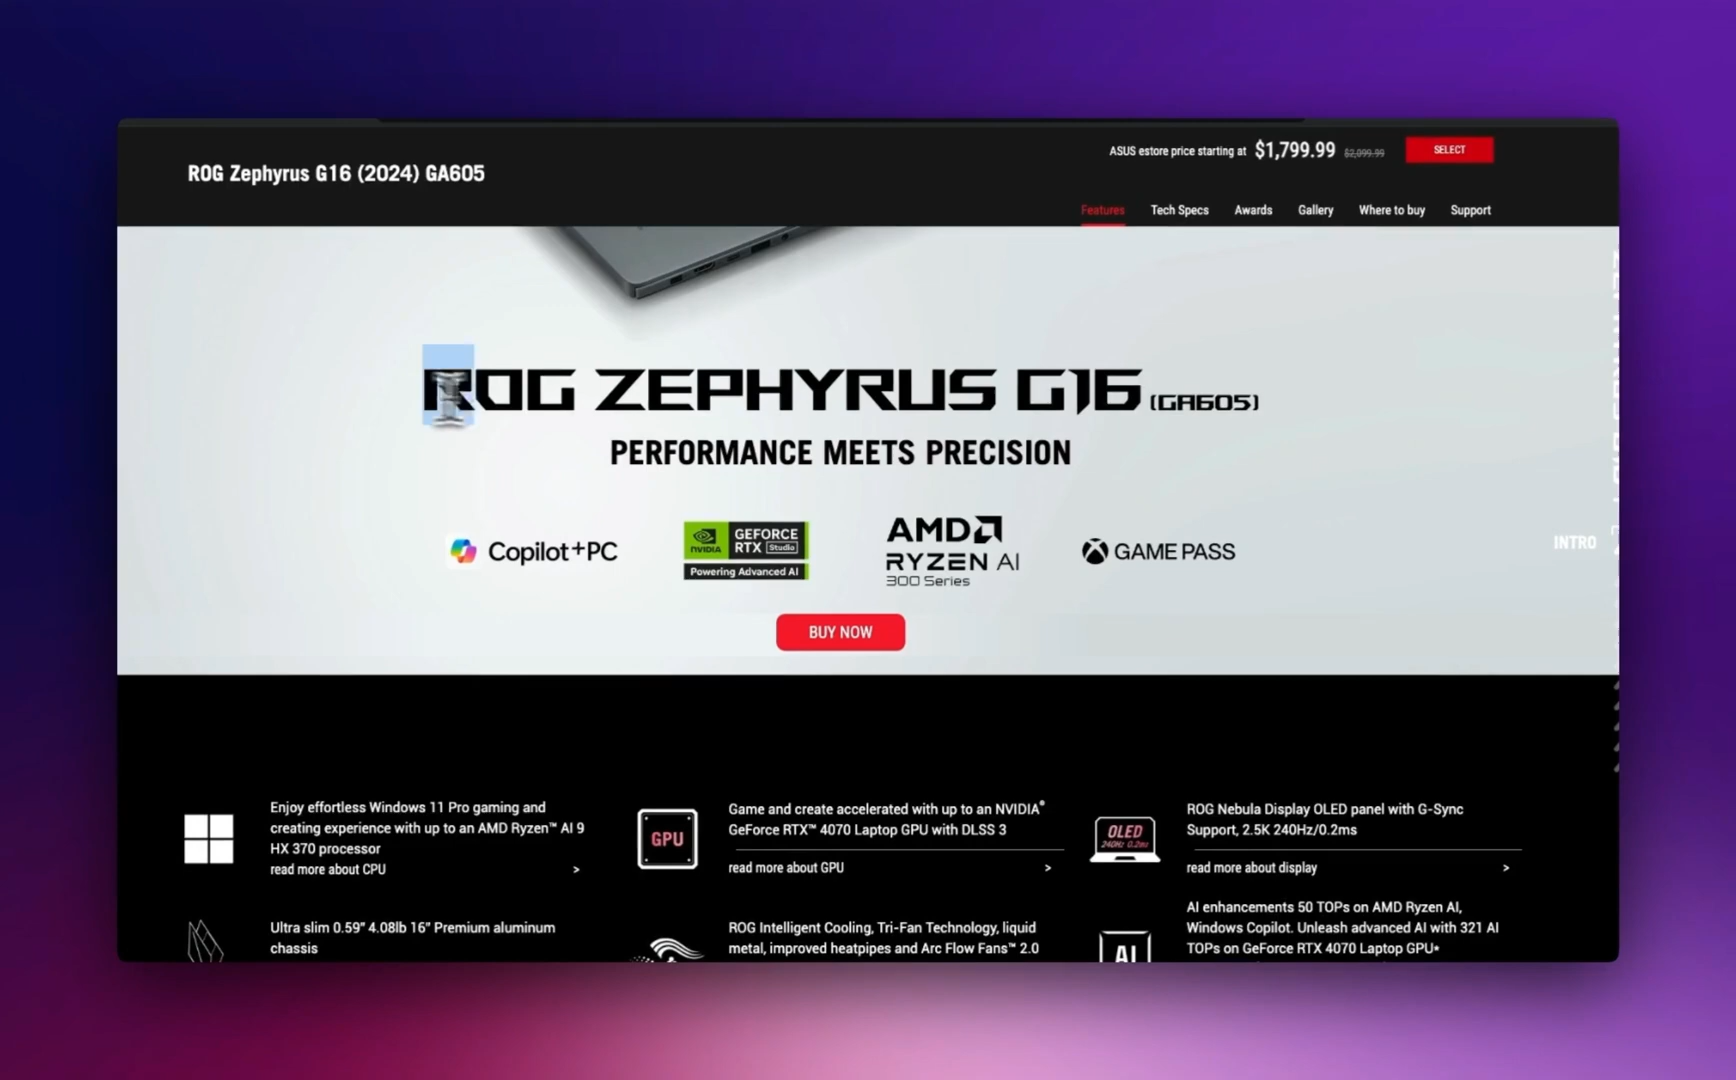 ROG Zephyrus G16 (2024) GA605
ASUS estore price starting at $1,799.99 $2,099.99 SELECT
Features Tech Specs Awards Gallery Where to buy Support
ROG ZEPHYRUS G16 (GA605)
PERFORMANCE MEETS PRECISION
Copilot+PC
NVIDIA GEFORCE RTX Studio
Powering Advanced AI
AMD
RYZEN AI
300 Series
GAME PASS
INTRO
BUY NOW
Enjoy effortless Windows 11 Pro gaming and
creating experience with up to an AMD Ryzen™ AI 9
HX 370 processor
read more about CPU >
GPU
Game and create accelerated with up to an NVIDIA®
GeForce RTX™ 4070 Laptop GPU with DLSS 3
read more about GPU >
OLED
240Hz 0.2ms
ROG Nebula Display OLED panel with G-Sync
Support, 2.5K 240Hz/0.2ms
read more about display >
Ultra slim 0.59" 4.08lb 16" Premium aluminum
chassis
ROG Intelligent Cooling, Tri-Fan Technology, liquid
metal, improved heatpipes and Arc Flow Fans™ 2.0
AI
AI enhancements 50 TOPs on AMD Ryzen AI,
Windows Copilot. Unleash advanced AI with 321 AI
TOPs on GeForce RTX 4070 Laptop GPU*